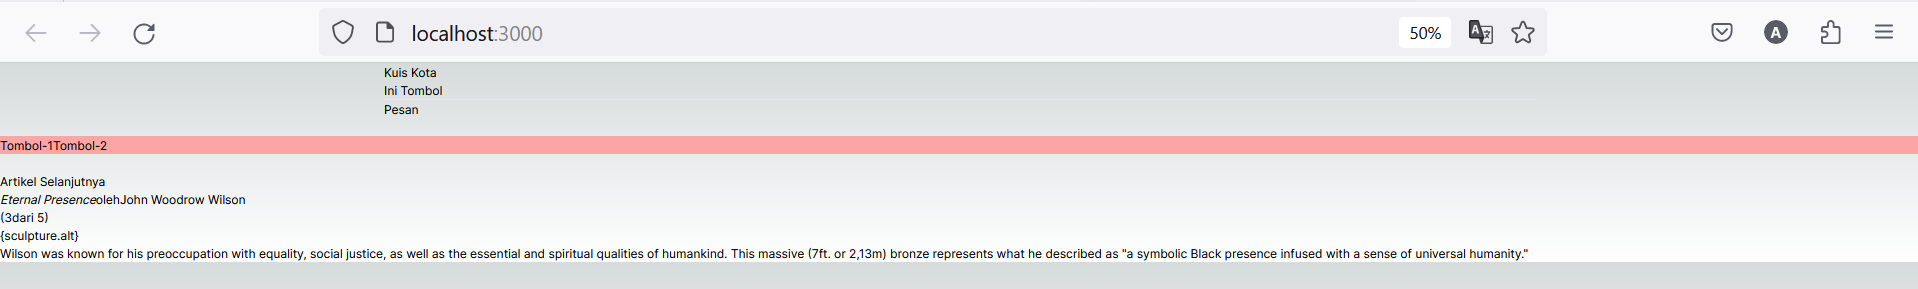 localhost:3000
50%
A
Kuis Kota
Ini Tombol
Pesan
Tombol-1Tombol-2
Artikel Selanjutnya
Eternal PresenceolehJohn Woodrow Wilson
(3dari 5)
{sculpture.alt}
Wilson was known for his preoccupation with equality, social justice, as well as the essential and spiritual qualities of humankind. This massive (7ft. or 2,13m) bronze represents what he described as "a symbolic Black presence infused with a sense of universal humanity."